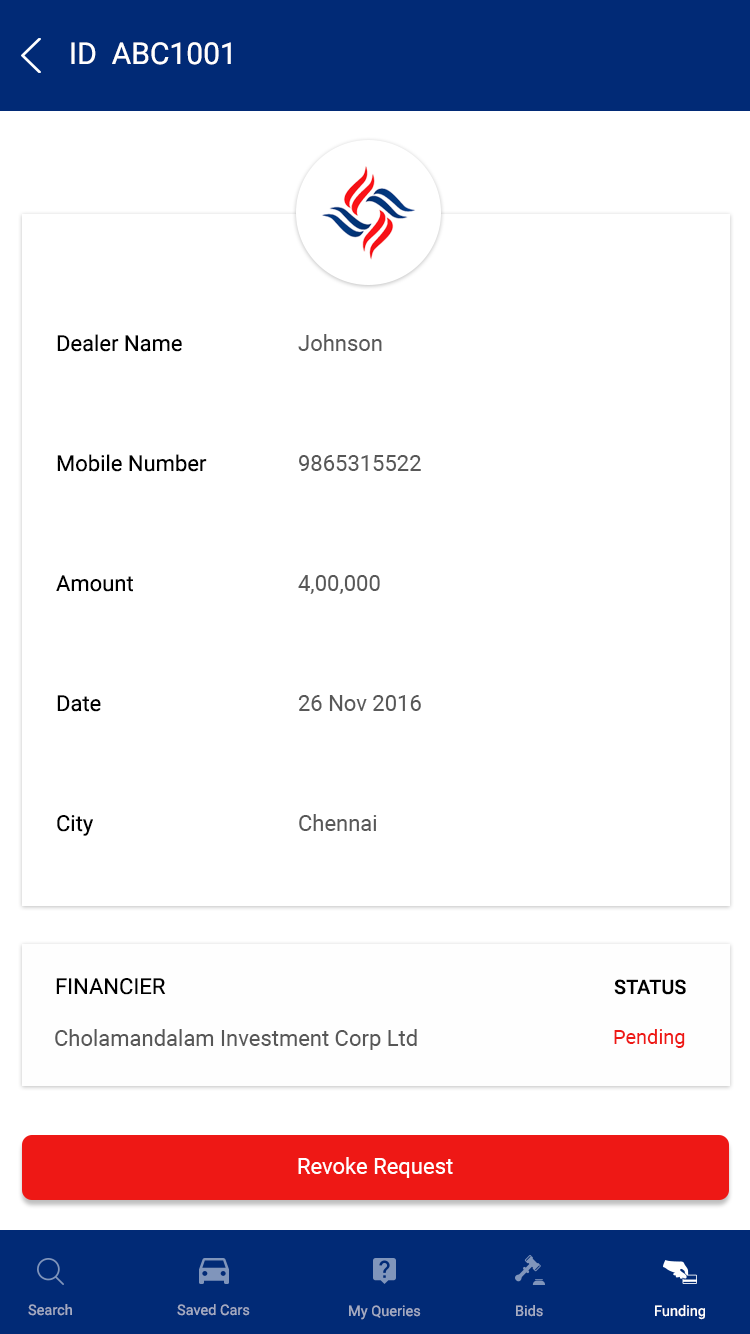 ID ABC1001
Dealer Name Johnson
Mobile Number 9865315522
Amount 4,00,000
Date 26 Nov 2016
City Chennai
FINANCIER STATUS
Cholamandalam Investment Corp Ltd Pending
Revoke Request
Search Saved Cars My Queries Bids Funding